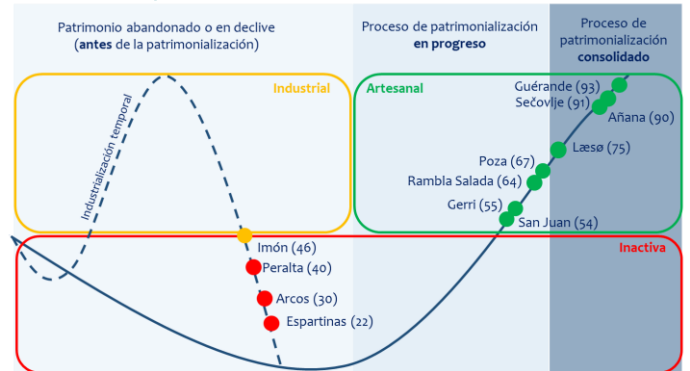 Patrimonio abandonado o en declive
(antes de la patrimonialización)
Proceso de patrimonialización
en progreso
Proceso de
patrimonialización
consolidado
Industrial
Artesanal
Industrialización temporal
Guérande (93)
Sečovlje (91)
Añana (90)
Læsø (75)
Poza (67)
Rambla Salada (64)
Gerri (55)
San Juan (54)
Inactiva
Imón (46)
Peralta (40)
Arcos (30)
Espartinas (22)